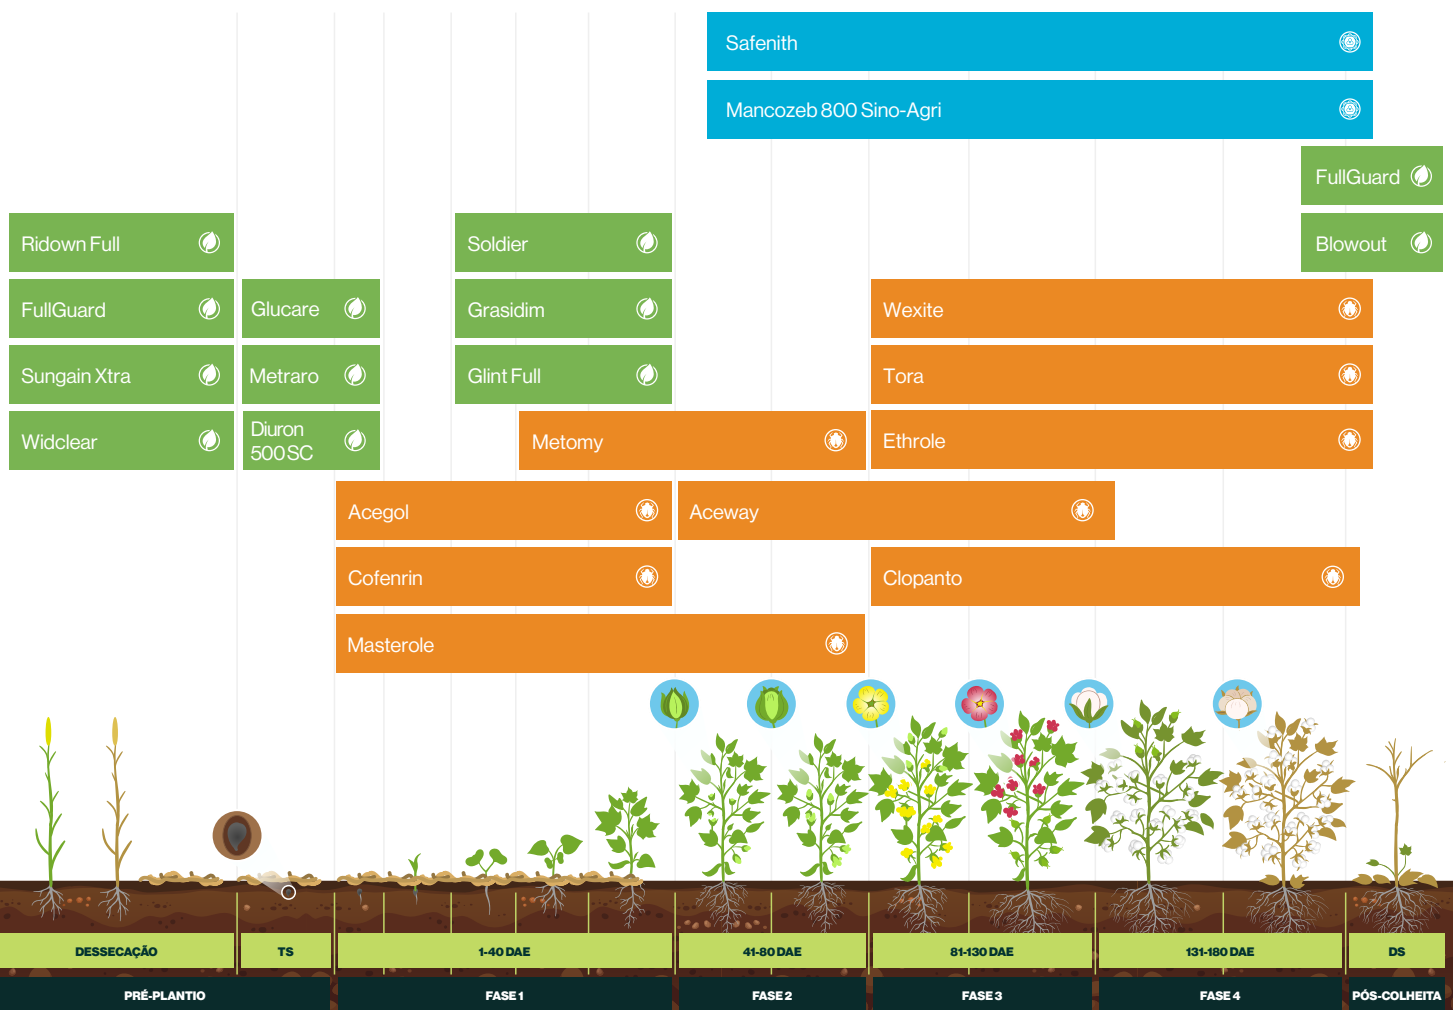 Safenith
Mancozeb 800 Sino-Agri
FullGuard
Ridown Full
Soldier
Blowout
FullGuard
Glucare
Grasidim
Wexite
Sungain Xtra
Metraro
Glint Full
Tora
Widclear
Diuron
500 SC
Metomy
Ethrole
Acegol
Aceway
Cofenrin
Clopanto
Masterole
DESSECAÇÃO
TS
1-40 DAE
41-80 DAE
81-130 DAE
131-180 DAE
DS
PRÉ-PLANTIO
FASE 1
FASE 2
FASE 3
FASE 4
PÓS-COLHEITA